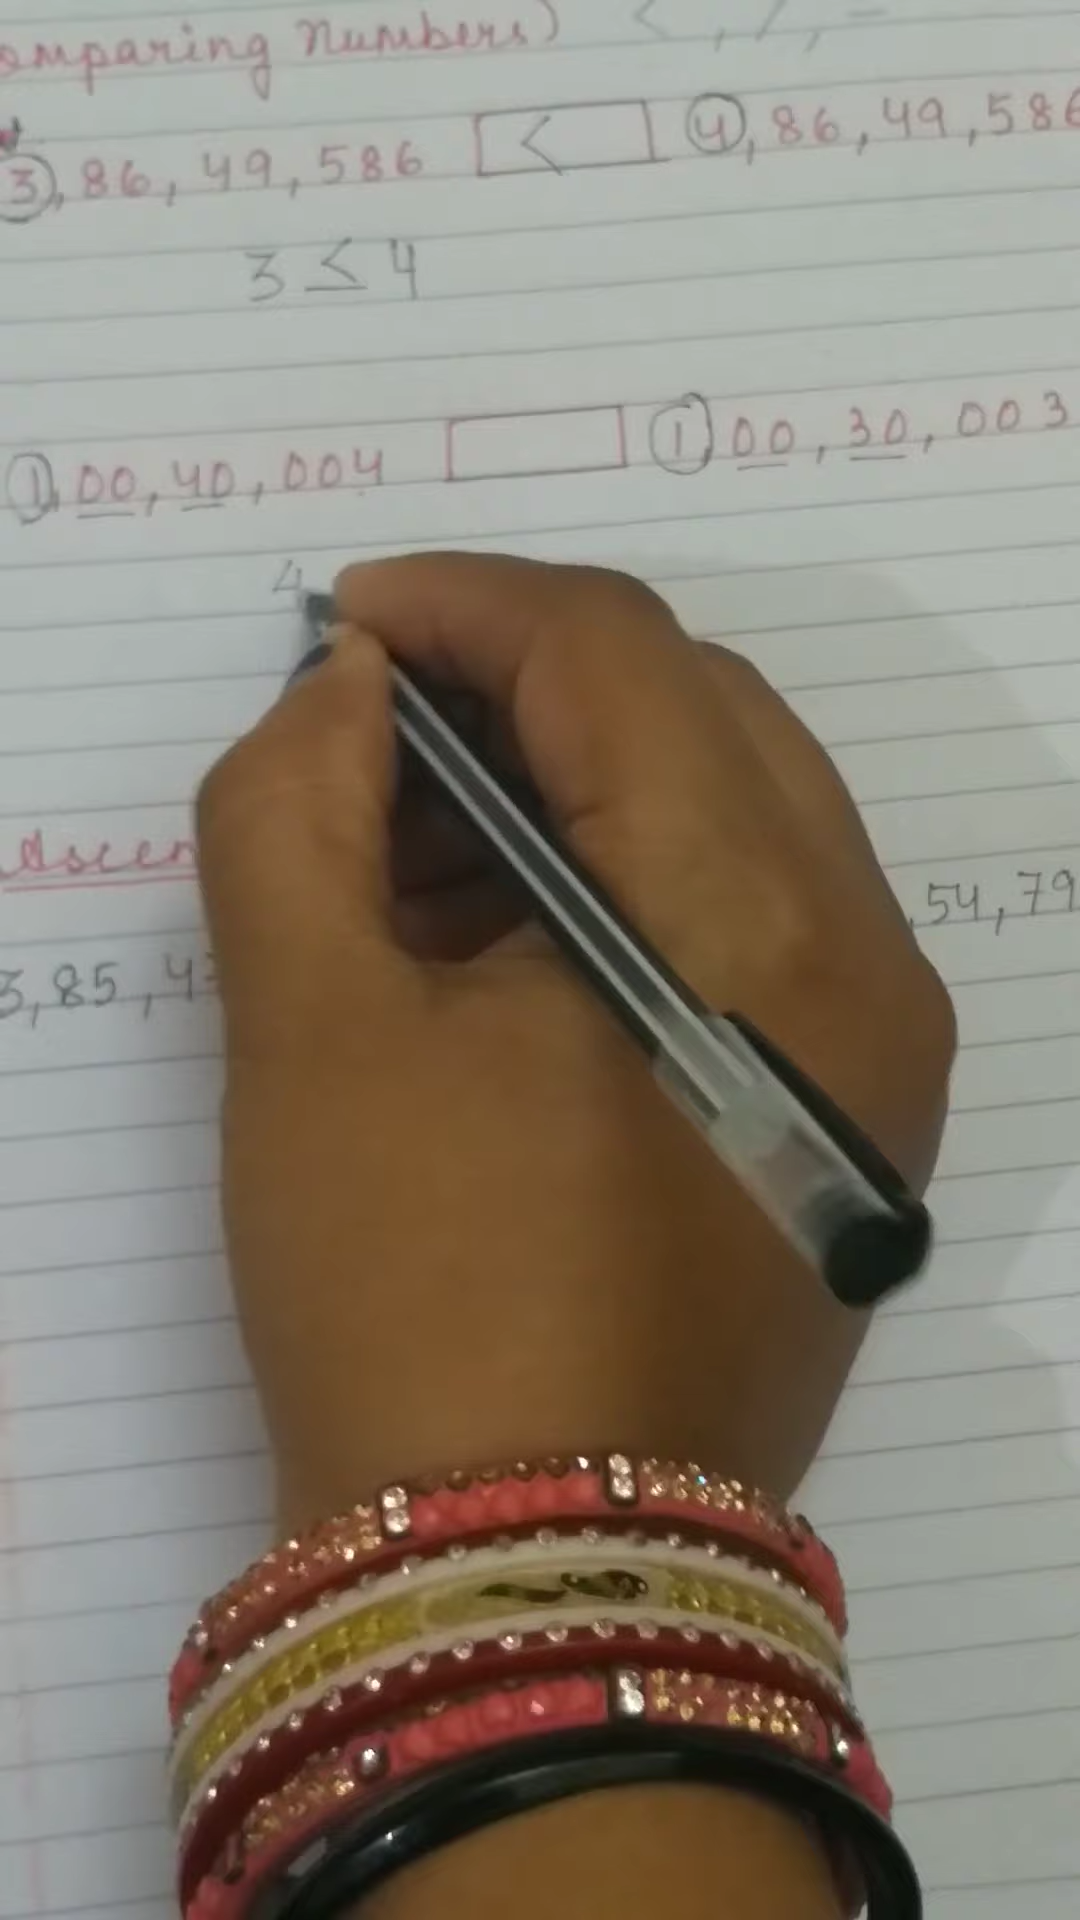 omparing Numbers) < , / , -
3,86,49,586 < 4,86,49,586
3 < 4
1,00,40,004 1,00,30,003
4
Ascen
,54,79
3,85,43